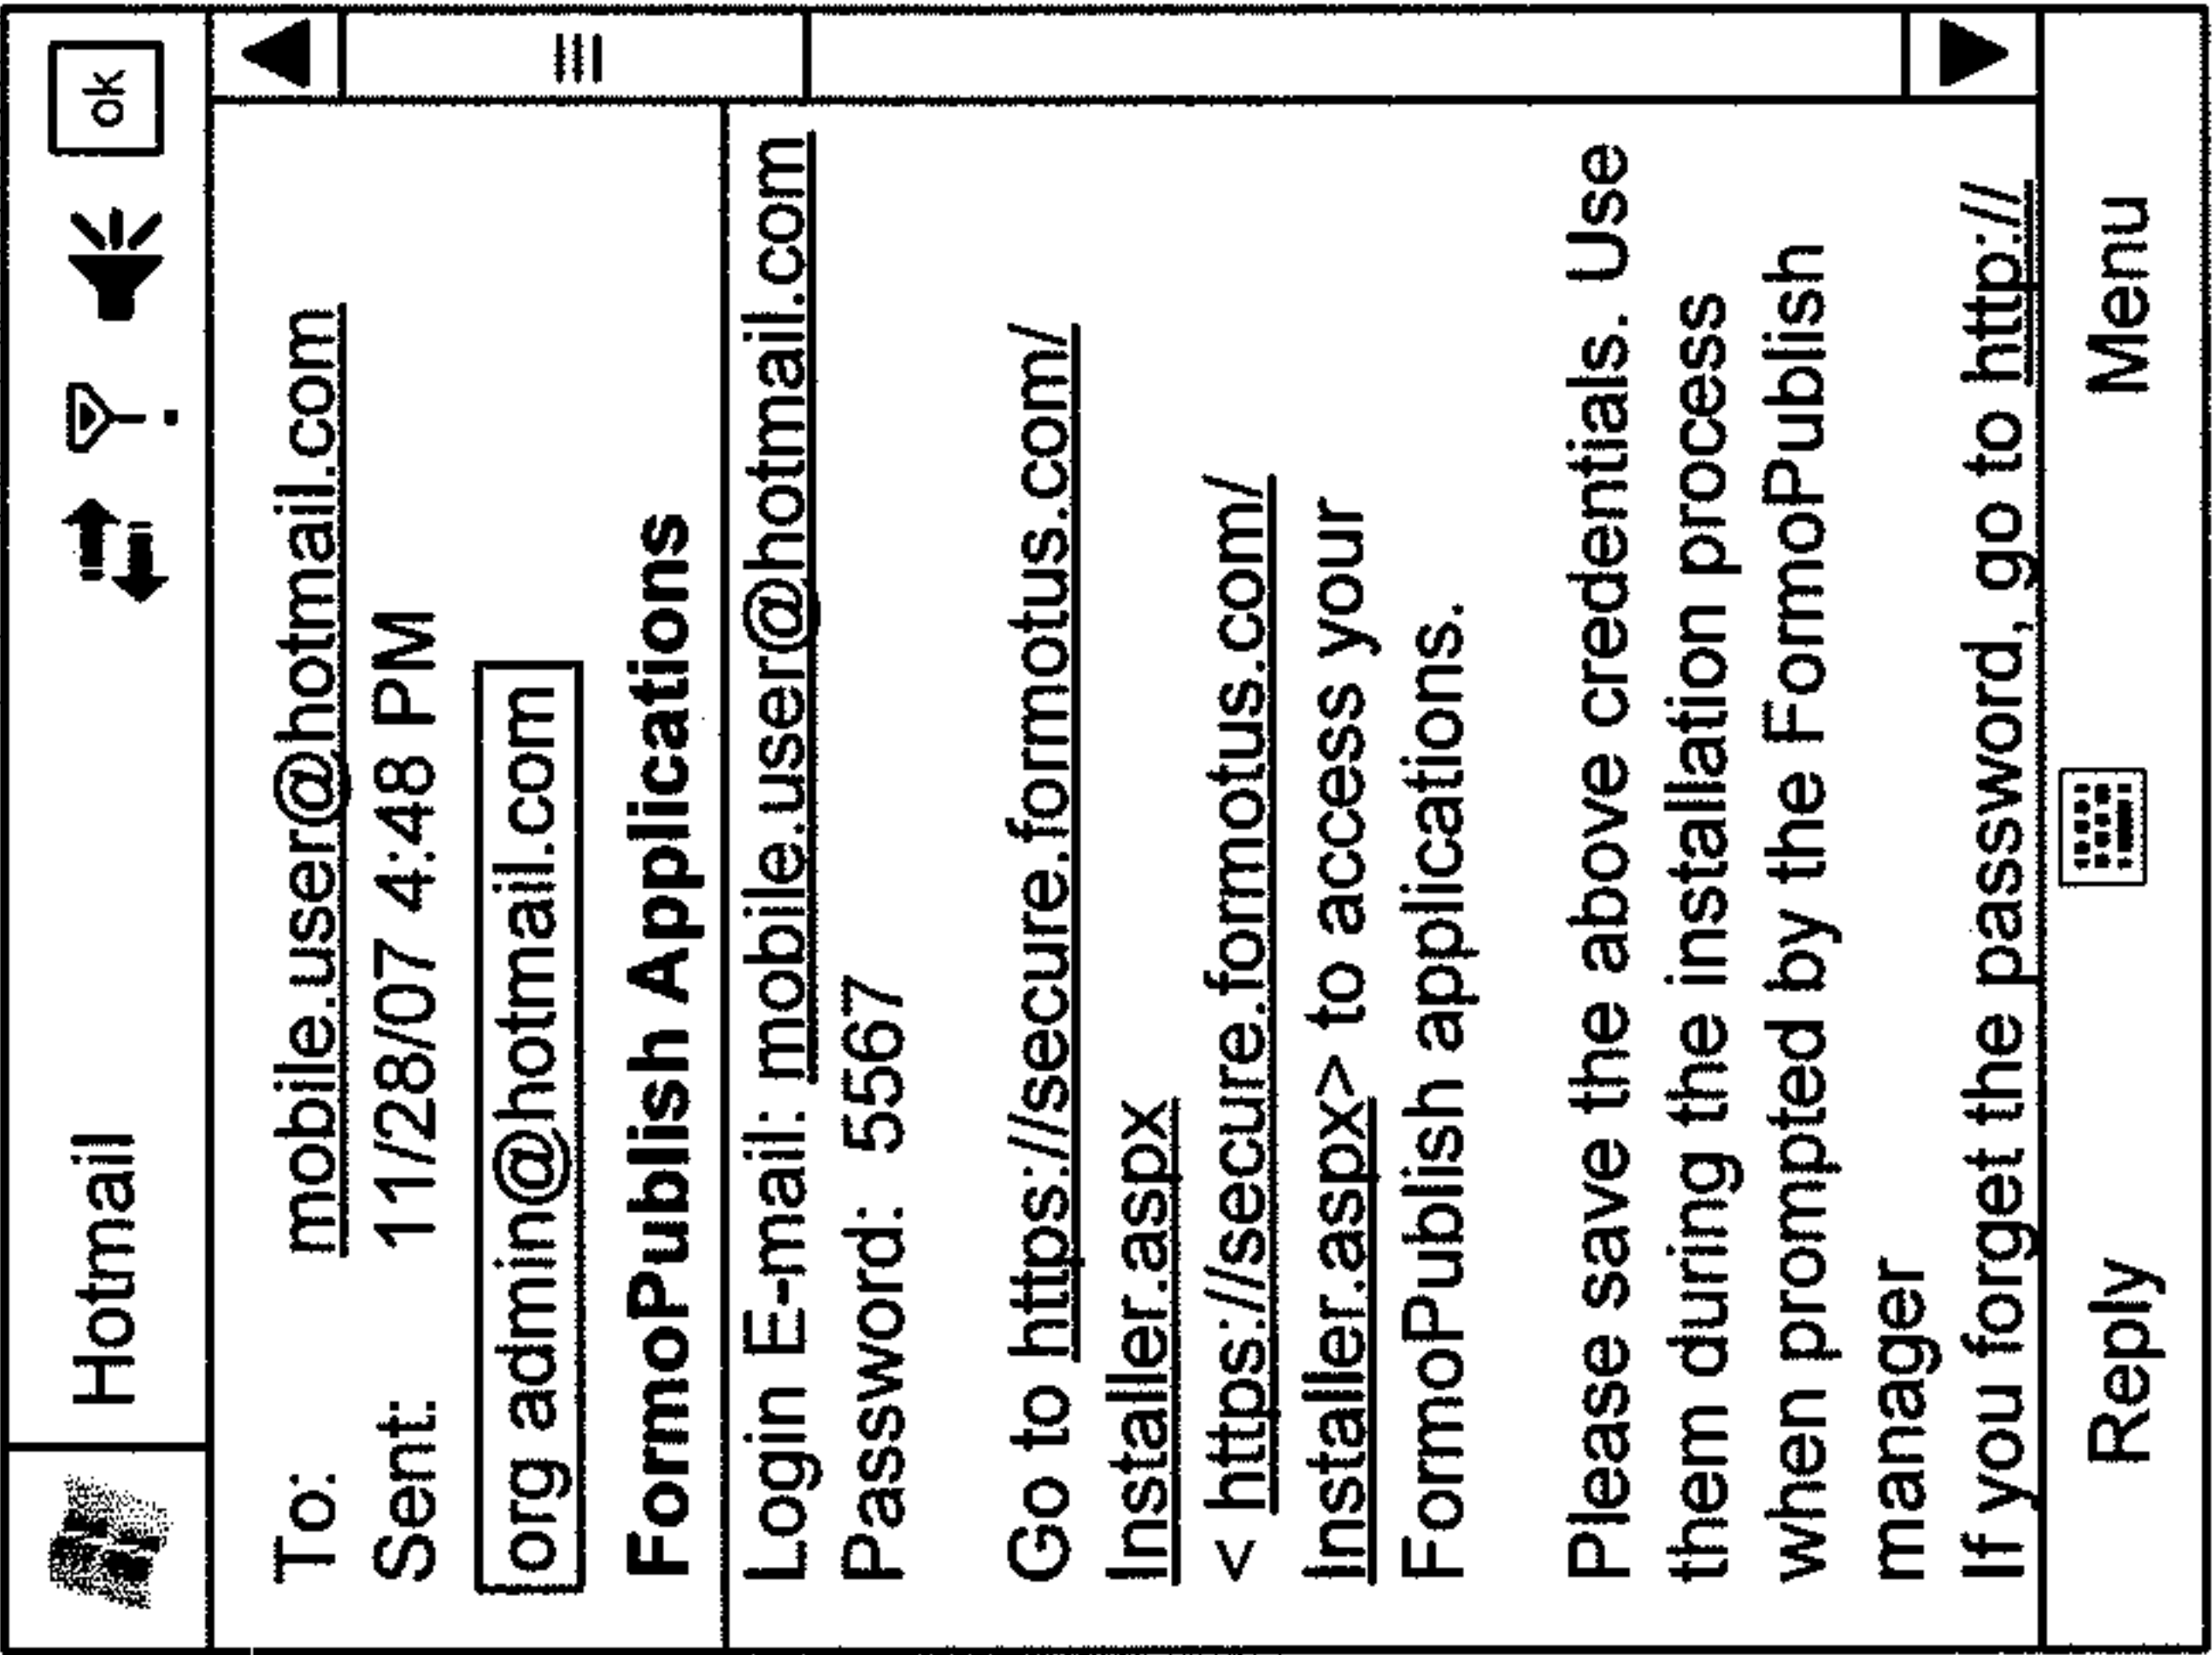 Hotmail ok
To: mobile.user@hotmail.com
Sent: 11/28/07 4:48 PM
org admin@hotmail.com
FormoPublish Applications
Login E-mail: mobile.user@hotmail.com
Password: 5567
Go to https://secure.formotus.com/
Installer.aspx
< https://secure.formotus.com/
Installer.aspx> to access your
FormoPublish applications.
Please save the above credentials. Use
them during the installation process
when prompted by the FormoPublish
manager
If you forget the password, go to http://
Reply Menu